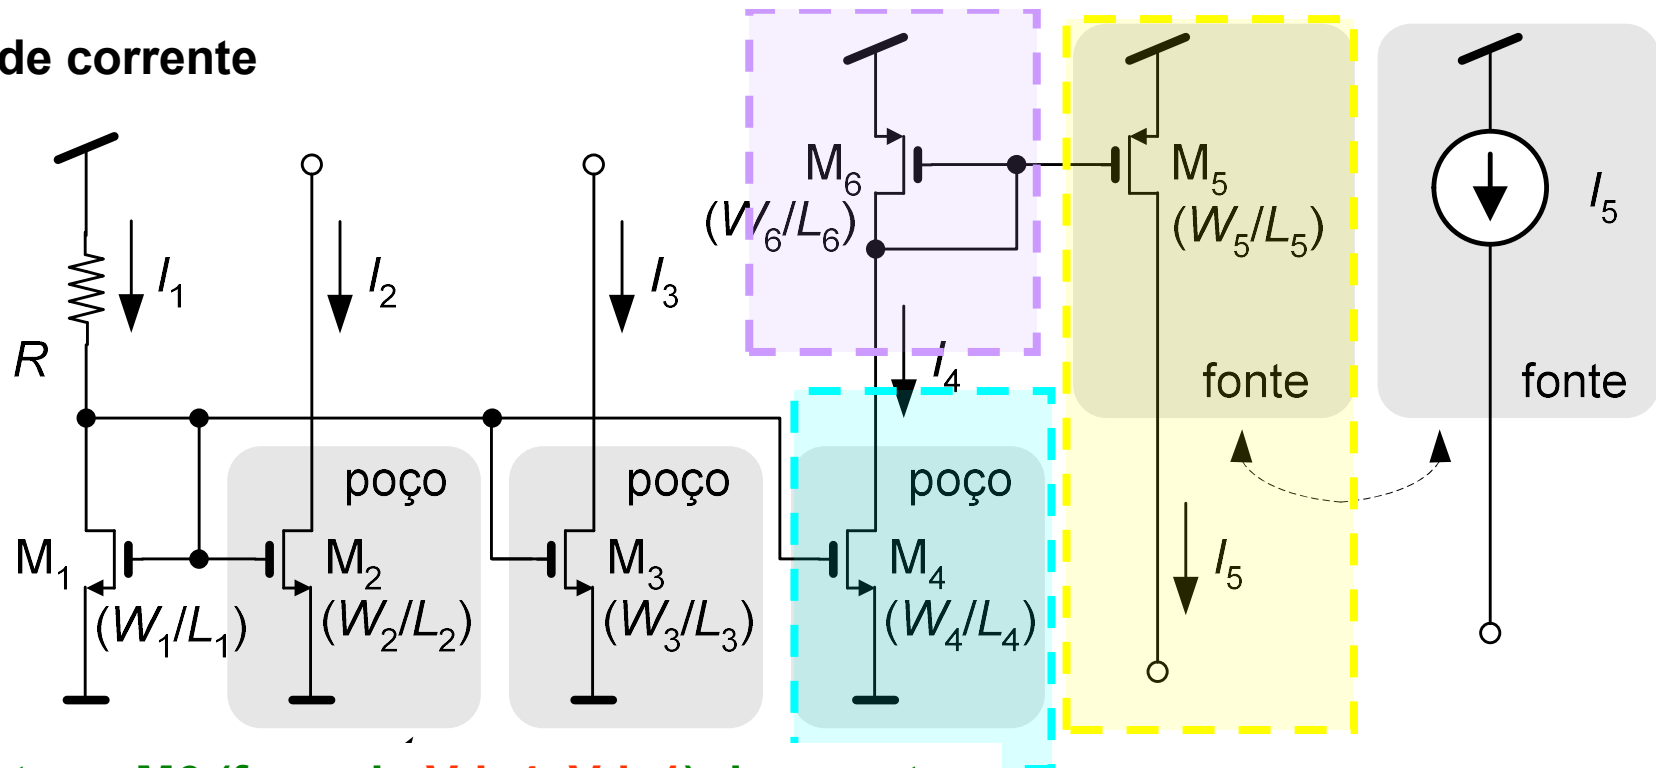 de corrente
M6
(W6/L6)
M5
(W5/L5)
I5
I1
I2
I3
R
I4
fonte
fonte
poço
poço
poço
M1
M2
M3
M4
I5
(W1/L1)
(W2/L2)
(W3/L3)
(W4/L4)